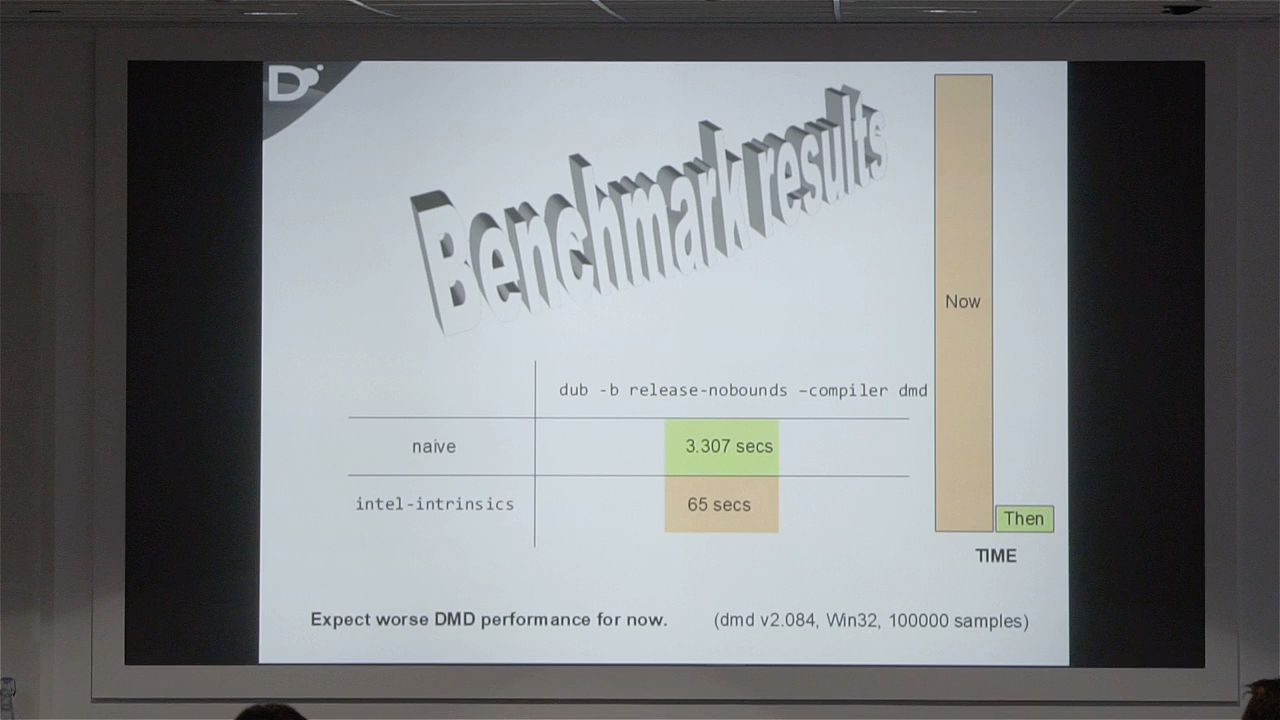 D
Benchmark results
dub -b release-nobounds –compiler dmd
naive 3.307 secs
intel-intrinsics 65 secs
Now
Then
TIME
Expect worse DMD performance for now. (dmd v2.084, Win32, 100000 samples)